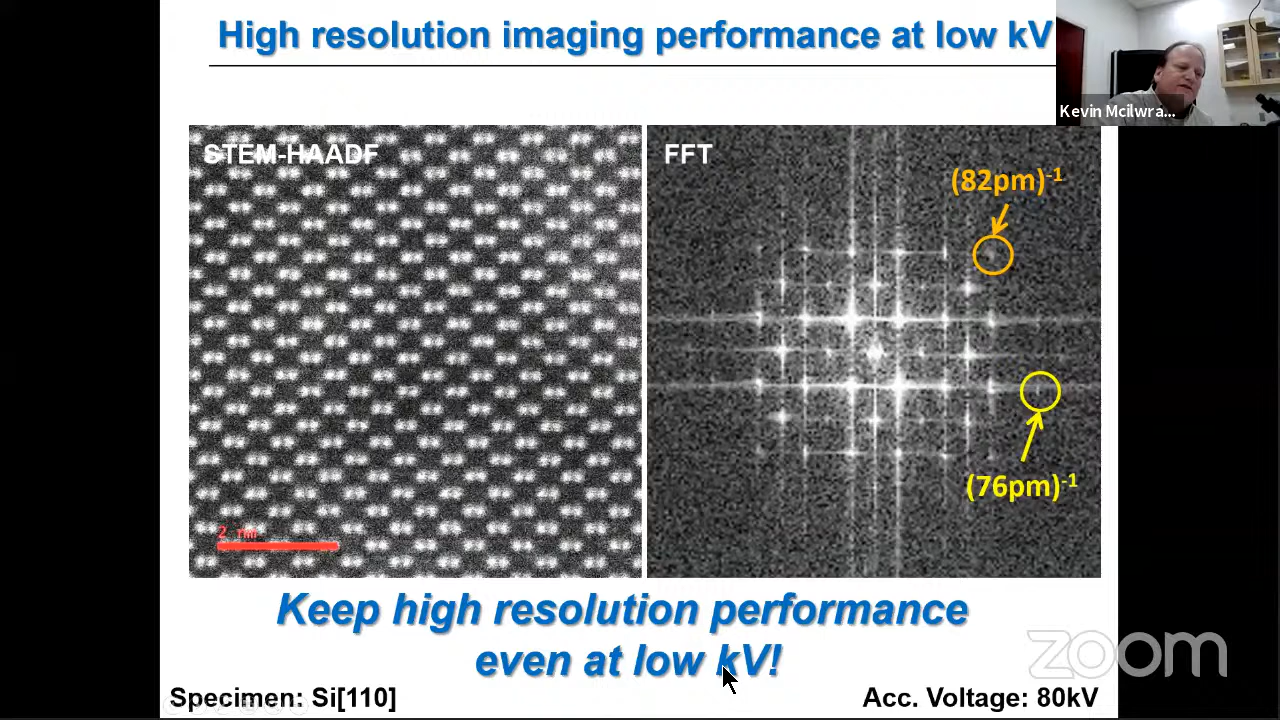 High resolution imaging performance at low kV
Kevin Mcilwra...
STEM-HAADF
FFT
(82pm)-1
(76pm)-1
2 nm
Keep high resolution performance
even at low kV!
zoom
Specimen: Si[110]
Acc. Voltage: 80kV